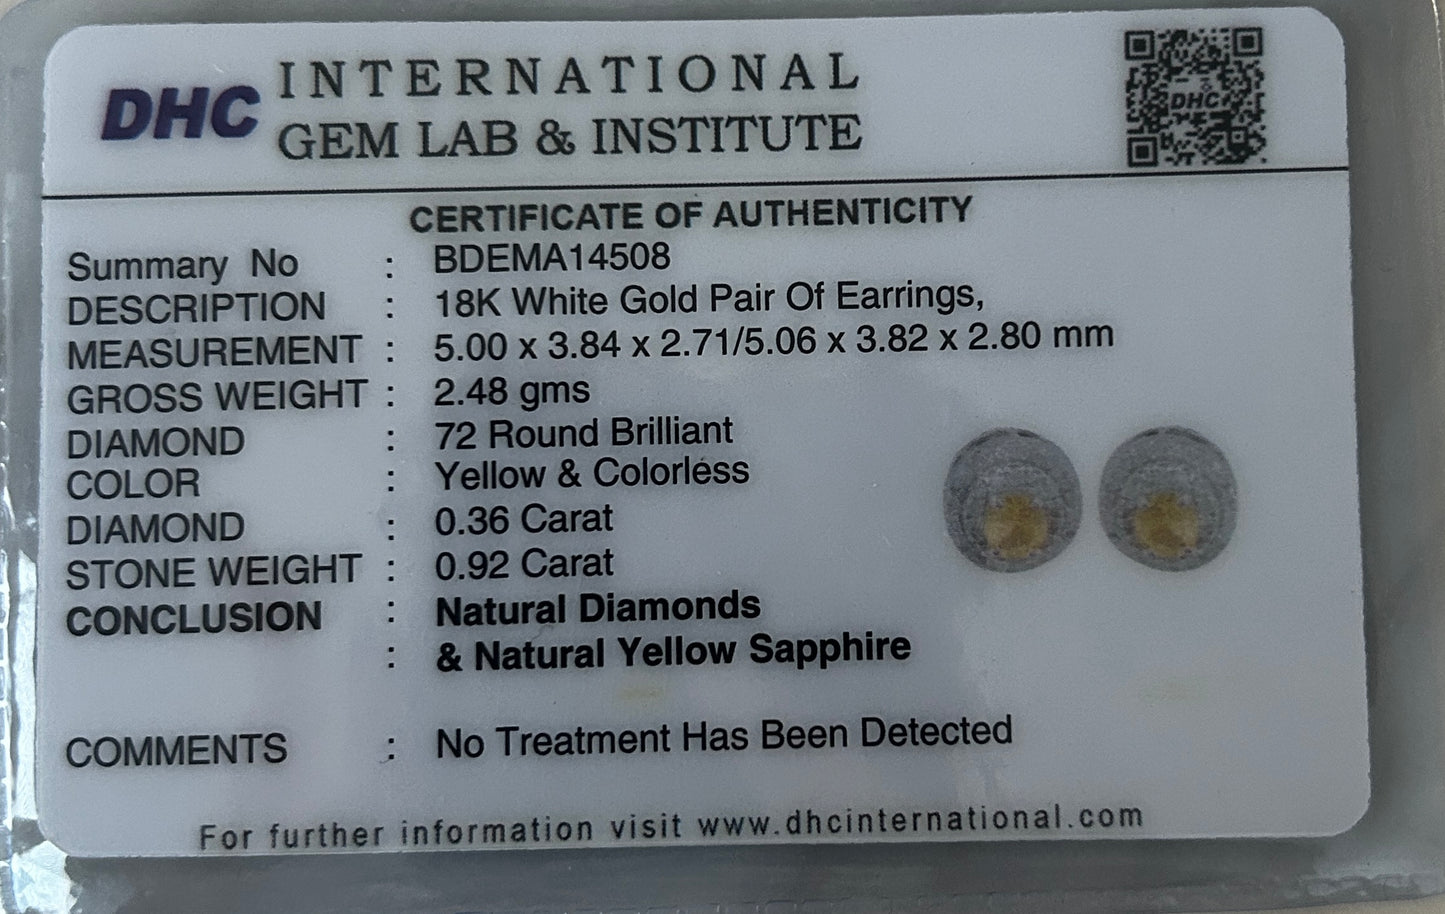 DHC INTERNATIONAL
GEM LAB & INSTITUTE
DHC
CERTIFICATE OF AUTHENTICITY
Summary No : BDEMA14508
DESCRIPTION : 18K White Gold Pair Of Earrings,
MEASUREMENT : 5.00 x 3.84 x 2.71/5.06 x 3.82 x 2.80 mm
GROSS WEIGHT : 2.48 gms
DIAMOND : 72 Round Brilliant
COLOR : Yellow & Colorless
DIAMOND : 0.36 Carat
STONE WEIGHT : 0.92 Carat
CONCLUSION : Natural Diamonds
: & Natural Yellow Sapphire
COMMENTS : No Treatment Has Been Detected
For further information visit www.dhcinternational.com